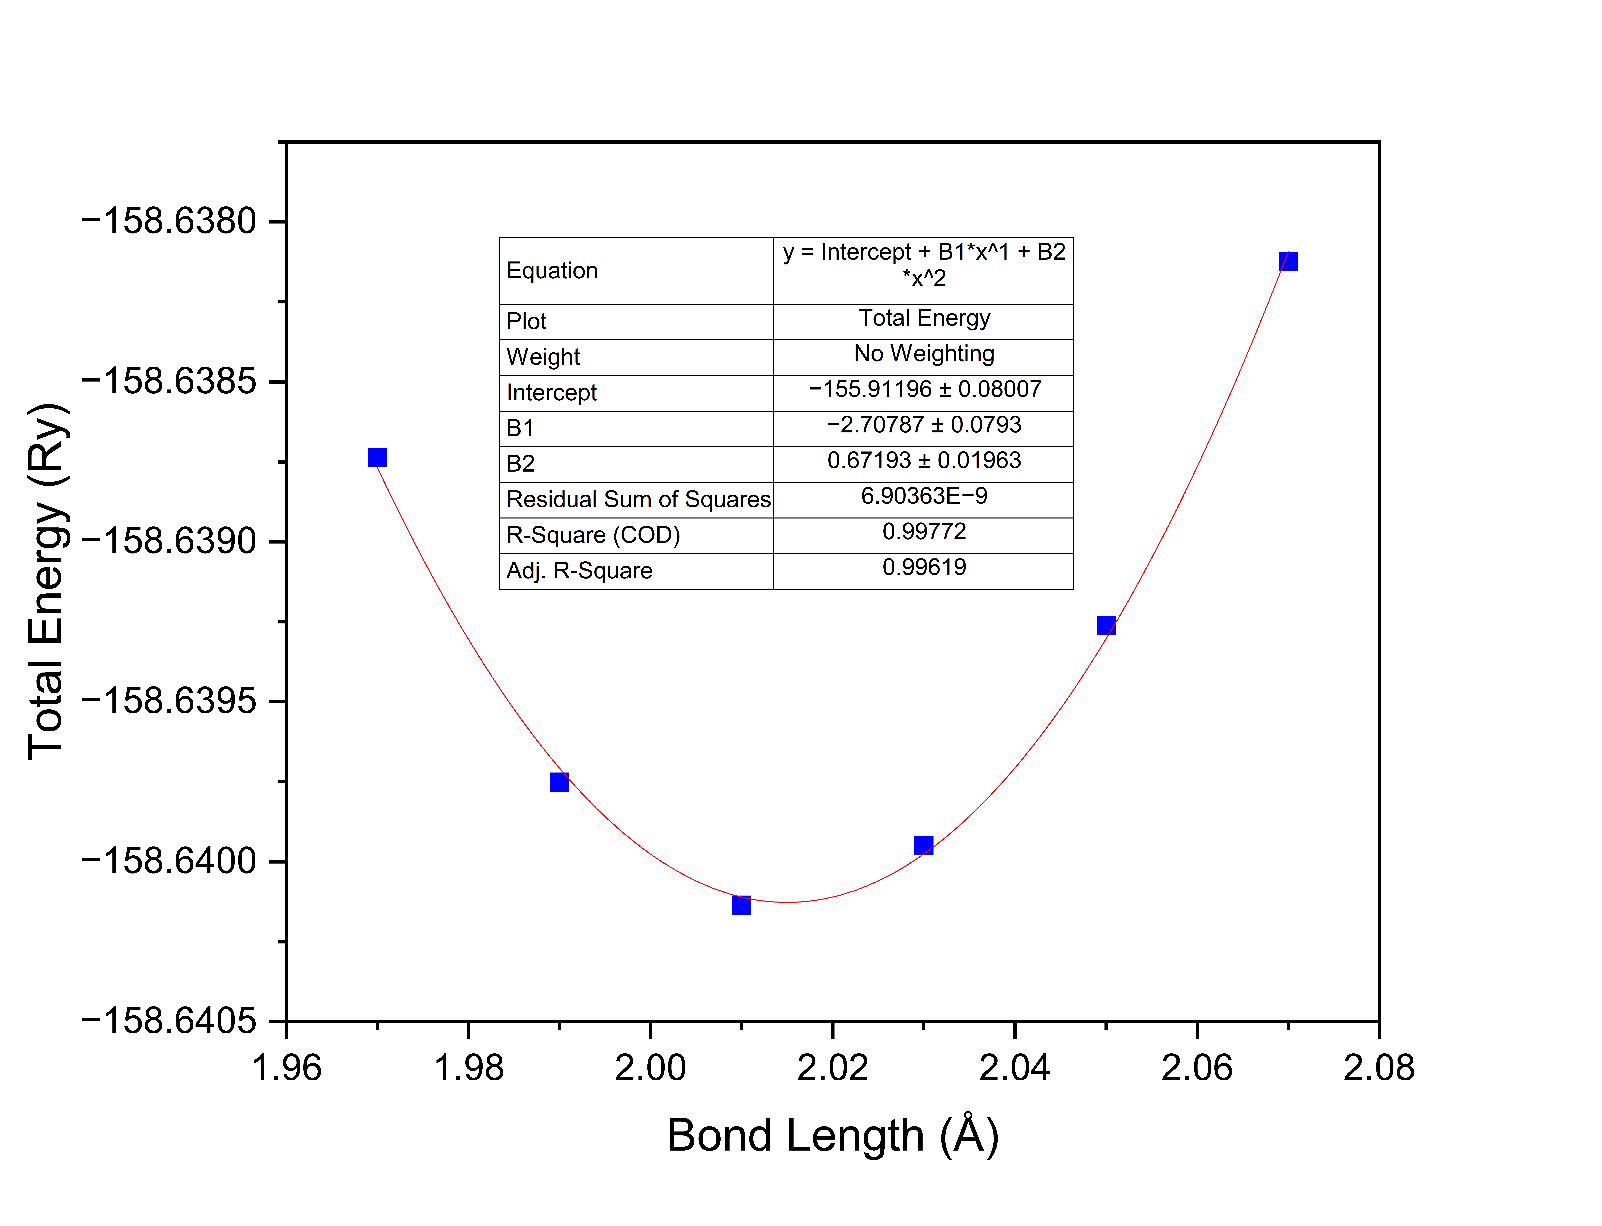 −158.6380
−158.6385
−158.6390
−158.6395
−158.6400
−158.6405
Total Energy (Ry)
Equation
y = Intercept + B1*x^1 + B2
*x^2
Plot
Total Energy
Weight
No Weighting
Intercept
−155.91196 ± 0.08007
B1
−2.70787 ± 0.0793
B2
0.67193 ± 0.01963
Residual Sum of Squares
6.90363E−9
R-Square (COD)
0.99772
Adj. R-Square
0.99619
1.96
1.98
2.00
2.02
2.04
2.06
2.08
Bond Length (Å)